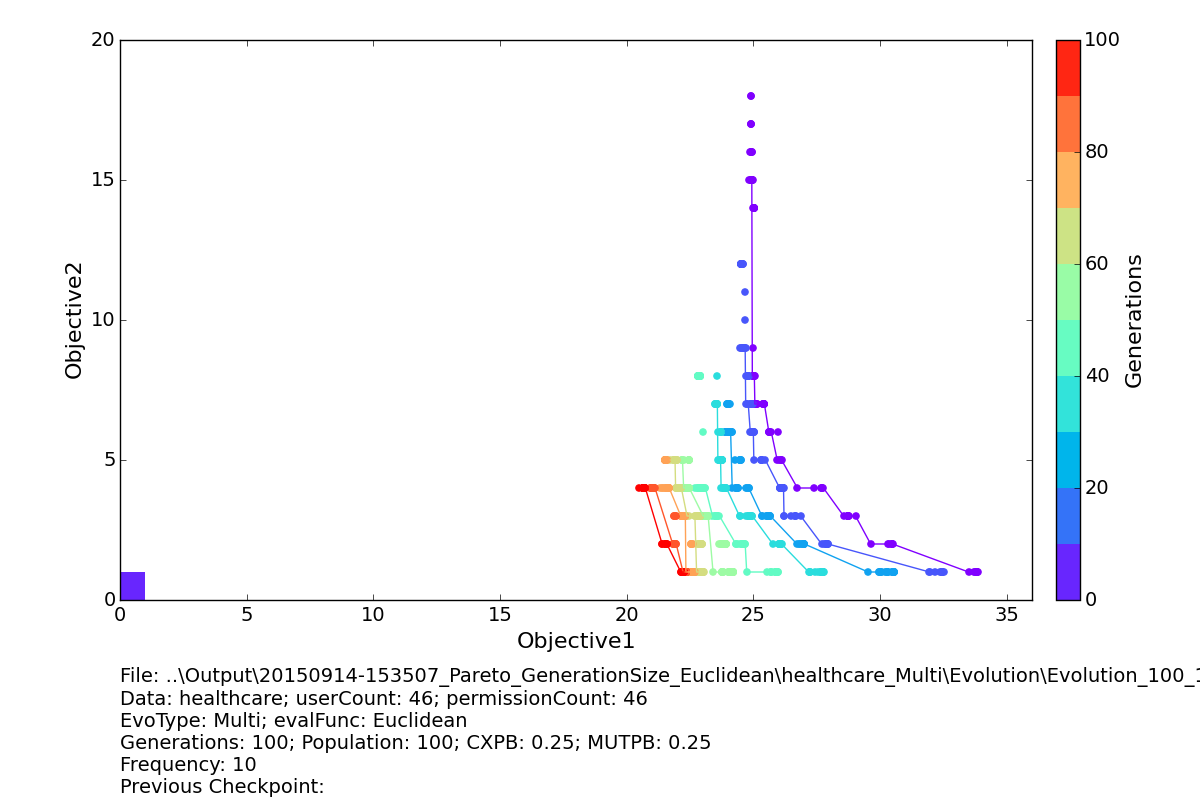 20
15
10
5
0
0
5
10
15
20
25
30
35
Objective2
Objective1
100
80
60
40
20
0
Generations
File: ..\Output\20150914-153507_Pareto_GenerationSize_Euclidean\healthcare_Multi\Evolution\Evolution_100_
Data: healthcare; userCount: 46; permissionCount: 46
EvoType: Multi; evalFunc: Euclidean
Generations: 100; Population: 100; CXPB: 0.25; MUTPB: 0.25
Frequency: 10
Previous Checkpoint: